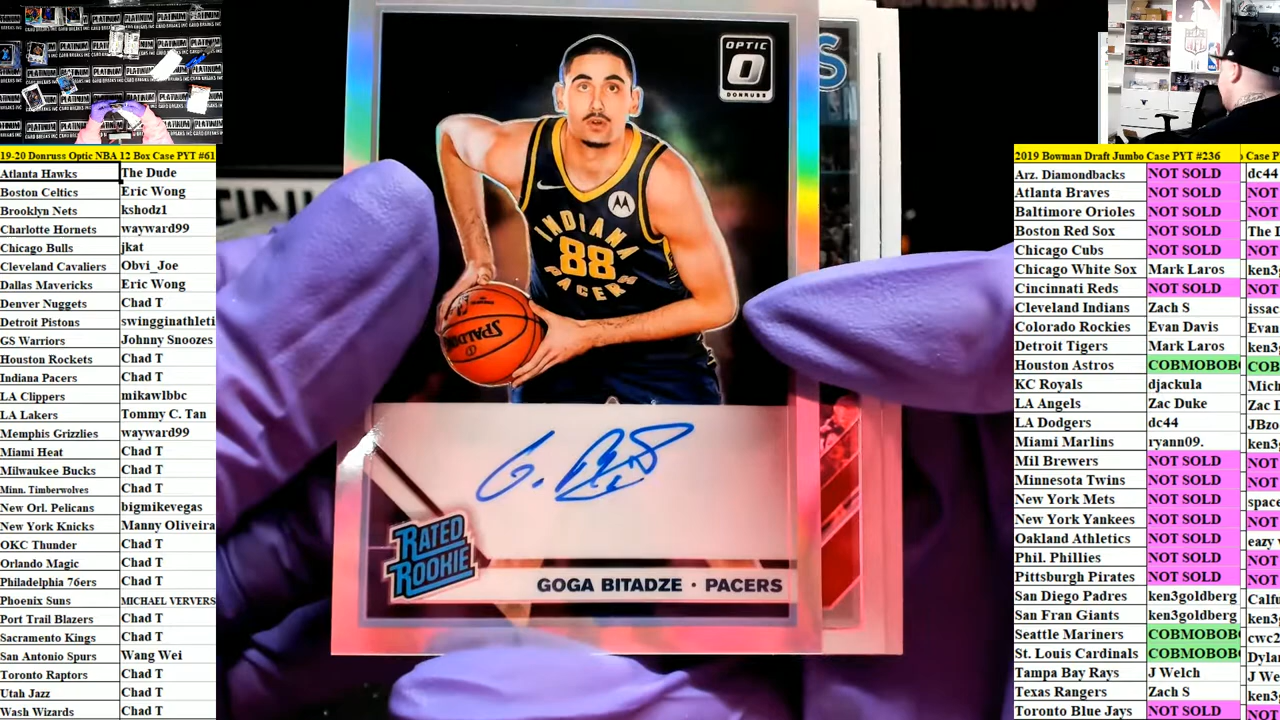 19-20 Donruss Optic NBA 12 Box Case PYT #61
Atlanta Hawks The Dude
Boston Celtics Eric Wong
Brooklyn Nets kshodz1
Charlotte Hornets wayward99
Chicago Bulls jkat
Cleveland Cavaliers Obvi_Joe
Dallas Mavericks Eric Wong
Denver Nuggets Chad T
Detroit Pistons swingginathleti
GS Warriors Johnny Snoozes
Houston Rockets Chad T
Indiana Pacers Chad T
LA Clippers mikawlbbc
LA Lakers Tommy C. Tan
Memphis Grizzlies wayward99
Miami Heat Chad T
Milwaukee Bucks Chad T
Minn. Timberwolves Chad T
New Orl. Pelicans bigmikevegas
New York Knicks Manny Oliveira
OKC Thunder Chad T
Orlando Magic Chad T
Philadelphia 76ers Chad T
Phoenix Suns MICHAEL VERVERS
Port Trail Blazers Chad T
Sacramento Kings Chad T
San Antonio Spurs Wang Wei
Toronto Raptors Chad T
Utah Jazz Chad T
Wash Wizards Chad T
OPTIC
DONRUSS
INDIANA
88
PACERS
SPALDING
RATED
ROOKIE
GOGA BITADZE · PACERS
2019 Bowman Draft Jumbo Case PYT #236
Arz. Diamondbacks NOT SOLD dc44
Atlanta Braves NOT SOLD NOT
Baltimore Orioles NOT SOLD NOT
Boston Red Sox NOT SOLD The D
Chicago Cubs NOT SOLD NOT
Chicago White Sox Mark Laros ken3g
Cincinnati Reds NOT SOLD NOT
Cleveland Indians Zach S issac
Colorado Rockies Evan Davis Evan
Detroit Tigers Mark Laros ken3g
Houston Astros COBMOBOB COB
KC Royals djackula Mich
LA Angels Zac Duke Zac D
LA Dodgers dc44 JBzo
Miami Marlins ryann09. ken3g
Mil Brewers NOT SOLD NOT
Minnesota Twins NOT SOLD NOT
New York Mets NOT SOLD space
New York Yankees NOT SOLD NOT
Oakland Athletics NOT SOLD eazy
Phil. Phillies NOT SOLD NOT
Pittsburgh Pirates NOT SOLD NOT
San Diego Padres ken3goldberg Calfu
San Fran Giants ken3goldberg ken3g
Seattle Mariners COBMOBOB cwc2
St. Louis Cardinals COBMOBOB Dylan
Tampa Bay Rays J Welch J We
Texas Rangers Zach S ken3g
Toronto Blue Jays NOT SOLD NOT